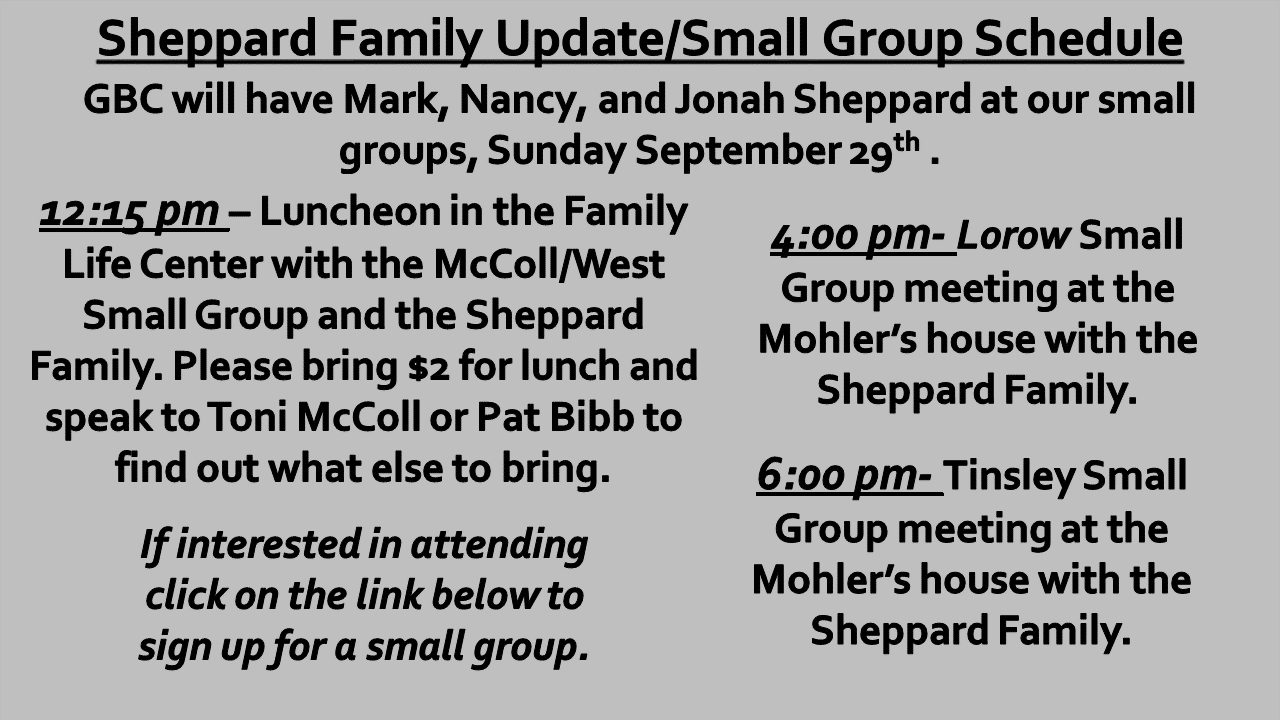 Sheppard Family Update/Small Group Schedule
GBC will have Mark, Nancy, and Jonah Sheppard at our small
groups, Sunday September 29th .
12:15 pm – Luncheon in the Family
Life Center with the McColl/West
Small Group and the Sheppard
Family. Please bring $2 for lunch and
speak to Toni McColl or Pat Bibb to
find out what else to bring.
If interested in attending
click on the link below to
sign up for a small group.
4:00 pm- Lorow Small
Group meeting at the
Mohler’s house with the
Sheppard Family.
6:00 pm- Tinsley Small
Group meeting at the
Mohler’s house with the
Sheppard Family.